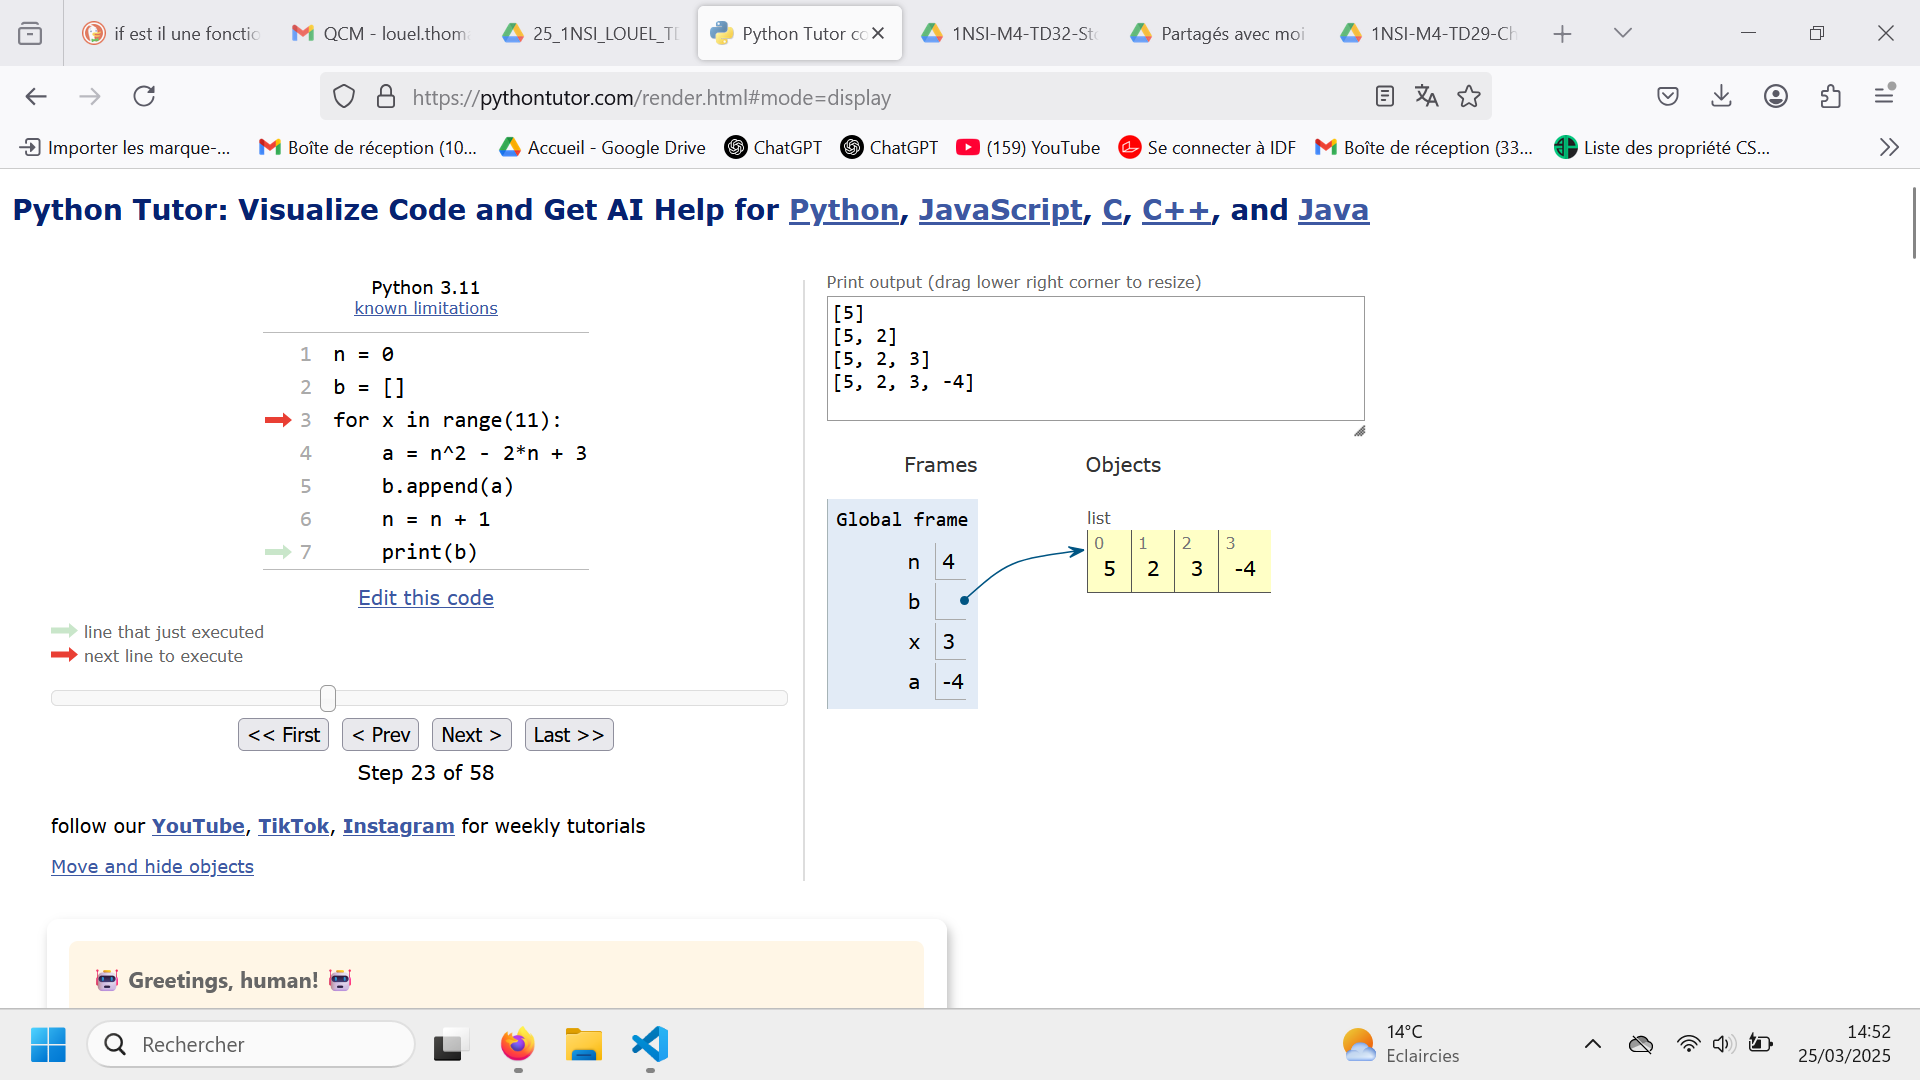 if est il une fonctio
QCM - louel.thoma
25_1NSI_LOUEL_T
Python Tutor co
1NSI-M4-TD32-Sto
Partagés avec moi
1NSI-M4-TD29-Ch
https://pythontutor.com/render.html#mode=display
Importer les marque-...
Boîte de réception (10...
Accueil - Google Drive
ChatGPT
ChatGPT
(159) YouTube
Se connecter à IDF
Boîte de réception (33...
Liste des propriété CS...
Python Tutor: Visualize Code and Get AI Help for Python, JavaScript, C, C++, and Java
Python 3.11
known limitations
1 n = 0
2 b = []
3 for x in range(11):
4 a = n^2 - 2*n + 3
5 b.append(a)
6 n = n + 1
7 print(b)
Edit this code
line that just executed
next line to execute
<< First
< Prev
Next >
Last >>
Step 23 of 58
follow our YouTube, TikTok, Instagram for weekly tutorials
Move and hide objects
Print output (drag lower right corner to resize)
[5]
[5, 2]
[5, 2, 3]
[5, 2, 3, -4]
Frames
Objects
Global frame
n 4
b
x 3
a -4
list
0 1 2 3
5 2 3 -4
Greetings, human!
Rechercher
14°C
Eclaircies
14:52
25/03/2025